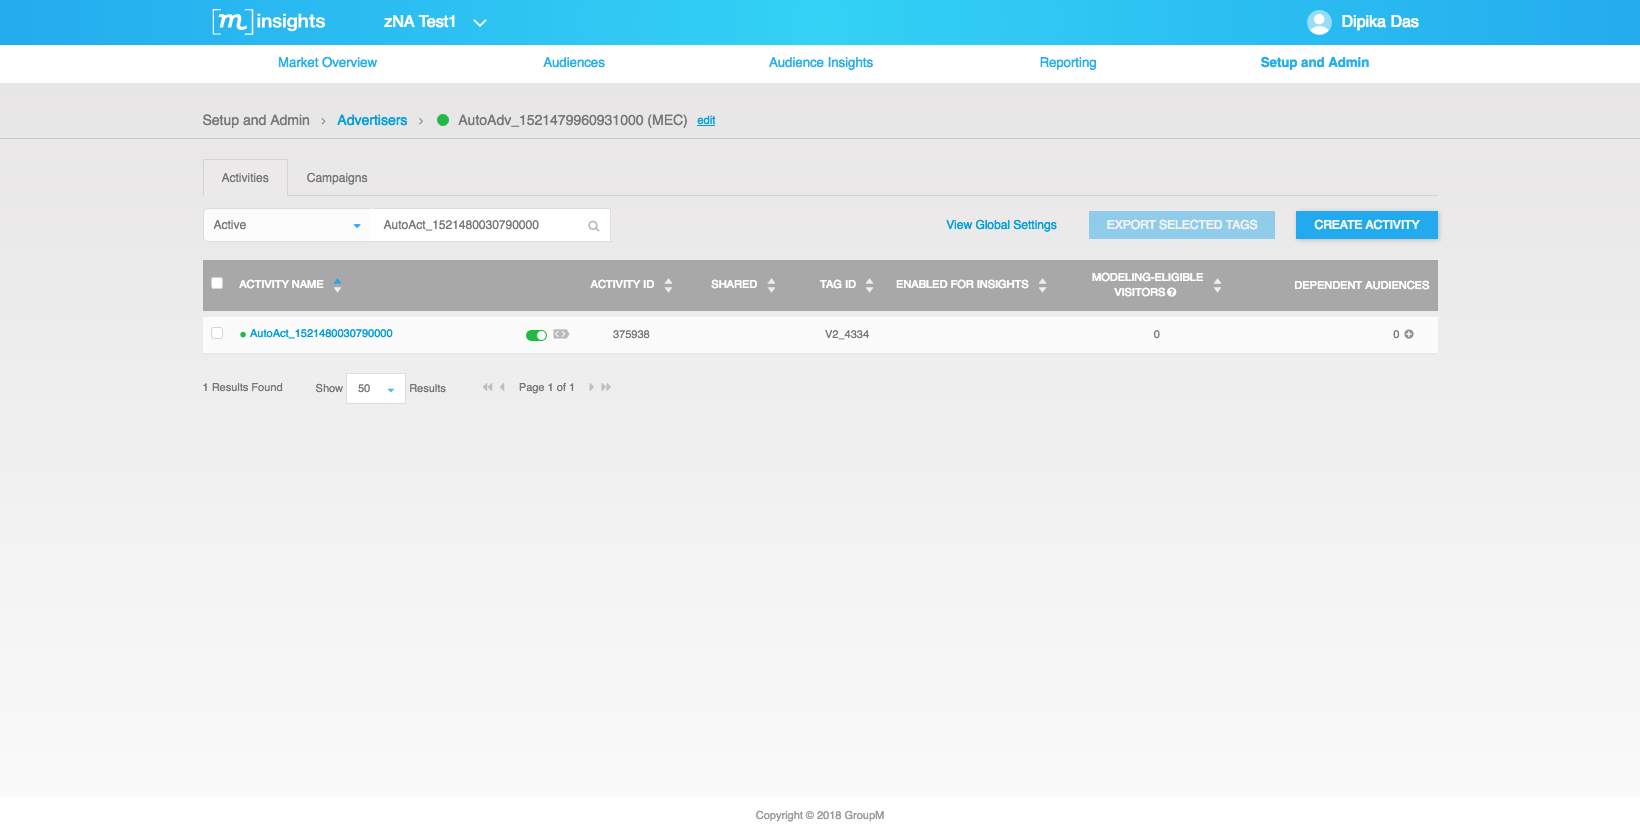 [m]insights zNA Test1 Dipika Das
Market Overview Audiences Audience Insights Reporting Setup and Admin
Setup and Admin › Advertisers › AutoAdv_1521479960931000 (MEC) edit
Activities Campaigns
Active AutoAct_1521480030790000 View Global Settings EXPORT SELECTED TAGS CREATE ACTIVITY
ACTIVITY NAME ACTIVITY ID SHARED TAG ID ENABLED FOR INSIGHTS MODELING-ELIGIBLE VISITORS DEPENDENT AUDIENCES
AutoAct_1521480030790000 375938 V2_4334 0 0
1 Results Found Show 50 Results Page 1 of 1
Copyright © 2018 GroupM